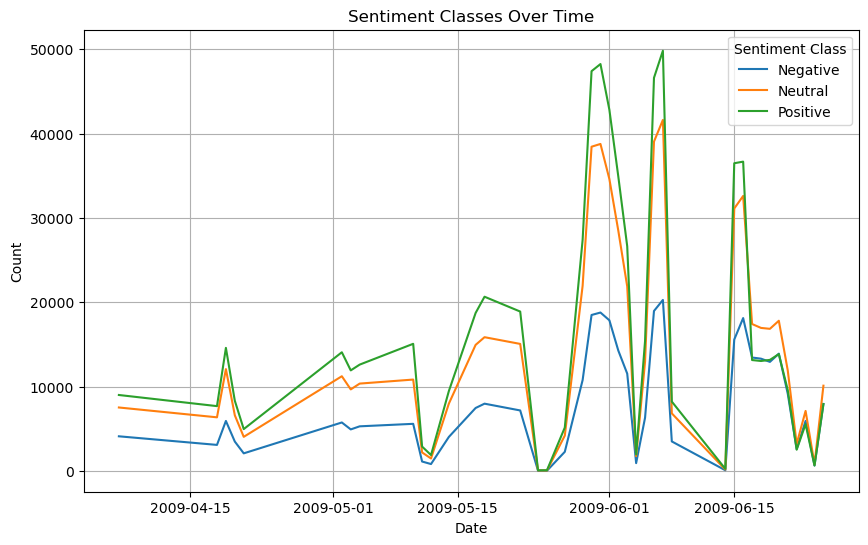 Sentiment Classes Over Time
Sentiment Class
Negative
Neutral
Positive
Count
50000
40000
30000
20000
10000
0
2009-04-15
2009-05-01
2009-05-15
2009-06-01
2009-06-15
Date